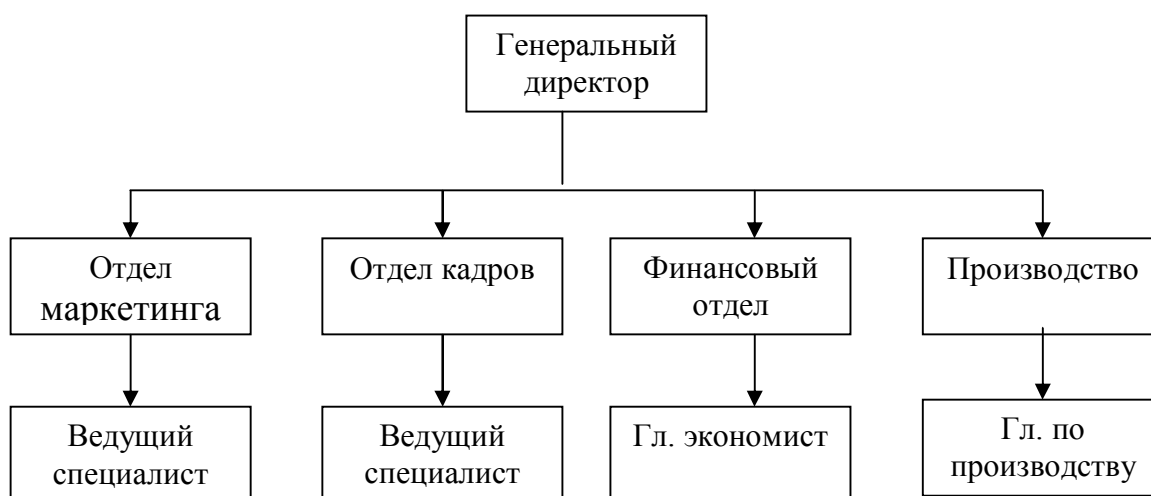 Генеральный
директор
Отдел
маркетинга
Отдел кадров
Финансовый
отдел
Производство
Ведущий
специалист
Ведущий
специалист
Гл. экономист
Гл. по
производству